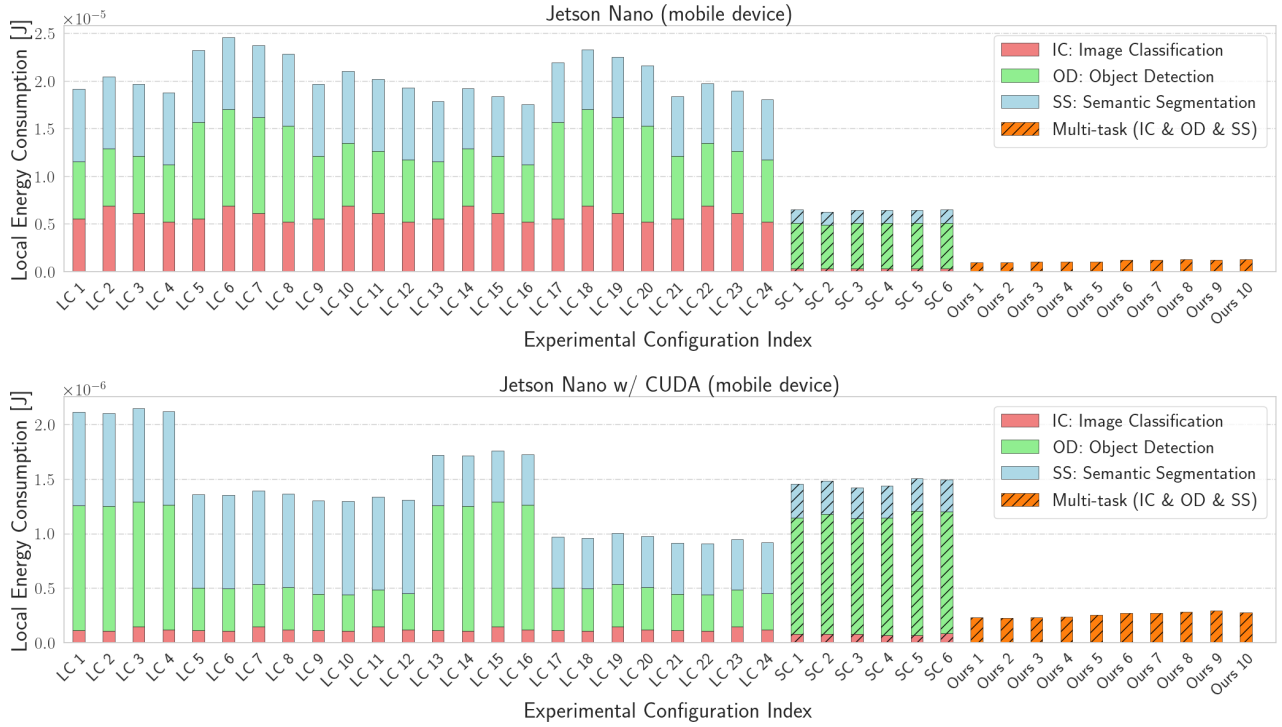 Jetson Nano (mobile device)
×10⁻⁵
Local Energy Consumption [J]
2.5
2.0
1.5
1.0
0.5
0.0
IC: Image Classification
OD: Object Detection
SS: Semantic Segmentation
Multi-task (IC & OD & SS)
LC 1 LC 2 LC 3 LC 4 LC 5 LC 6 LC 7 LC 8 LC 9 LC 10 LC 11 LC 12 LC 13 LC 14 LC 15 LC 16 LC 17 LC 18 LC 19 LC 20 LC 21 LC 22 LC 23 LC 24 SC 1 SC 2 SC 3 SC 4 SC 5 SC 6 Ours 1 Ours 2 Ours 3 Ours 4 Ours 5 Ours 6 Ours 7 Ours 8 Ours 9 Ours 10
Experimental Configuration Index
Jetson Nano w/ CUDA (mobile device)
×10⁻⁶
Local Energy Consumption [J]
2.0
1.5
1.0
0.5
0.0
IC: Image Classification
OD: Object Detection
SS: Semantic Segmentation
Multi-task (IC & OD & SS)
LC 1 LC 2 LC 3 LC 4 LC 5 LC 6 LC 7 LC 8 LC 9 LC 10 LC 11 LC 12 LC 13 LC 14 LC 15 LC 16 LC 17 LC 18 LC 19 LC 20 LC 21 LC 22 LC 23 LC 24 SC 1 SC 2 SC 3 SC 4 SC 5 SC 6 Ours 1 Ours 2 Ours 3 Ours 4 Ours 5 Ours 6 Ours 7 Ours 8 Ours 9 Ours 10
Experimental Configuration Index